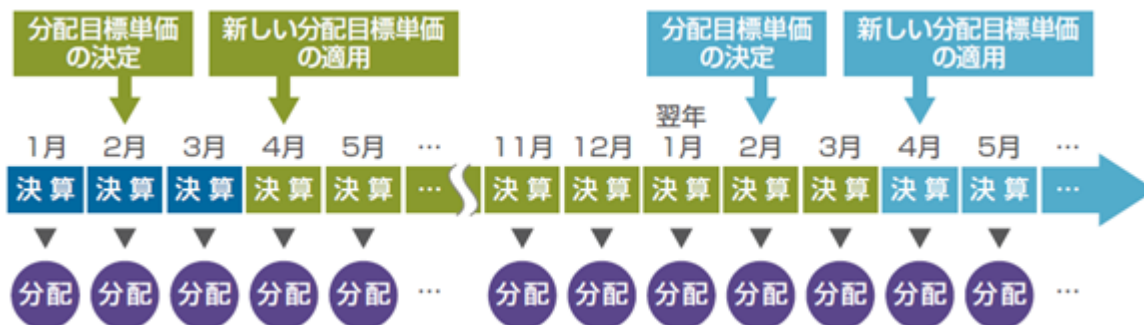 分配目標単価
の決定
新しい分配目標単価
の適用
分配目標単価
の決定
新しい分配目標単価
の適用
翌年
1月 2月 3月 4月 5月 … 11月 12月 1月 2月 3月 4月 5月 …
決算 決算 決算 決算 決算 … 決算 決算 決算 決算 決算 決算 決算 …
分配 分配 分配 分配 分配 … 分配 分配 分配 分配 分配 分配 分配 …